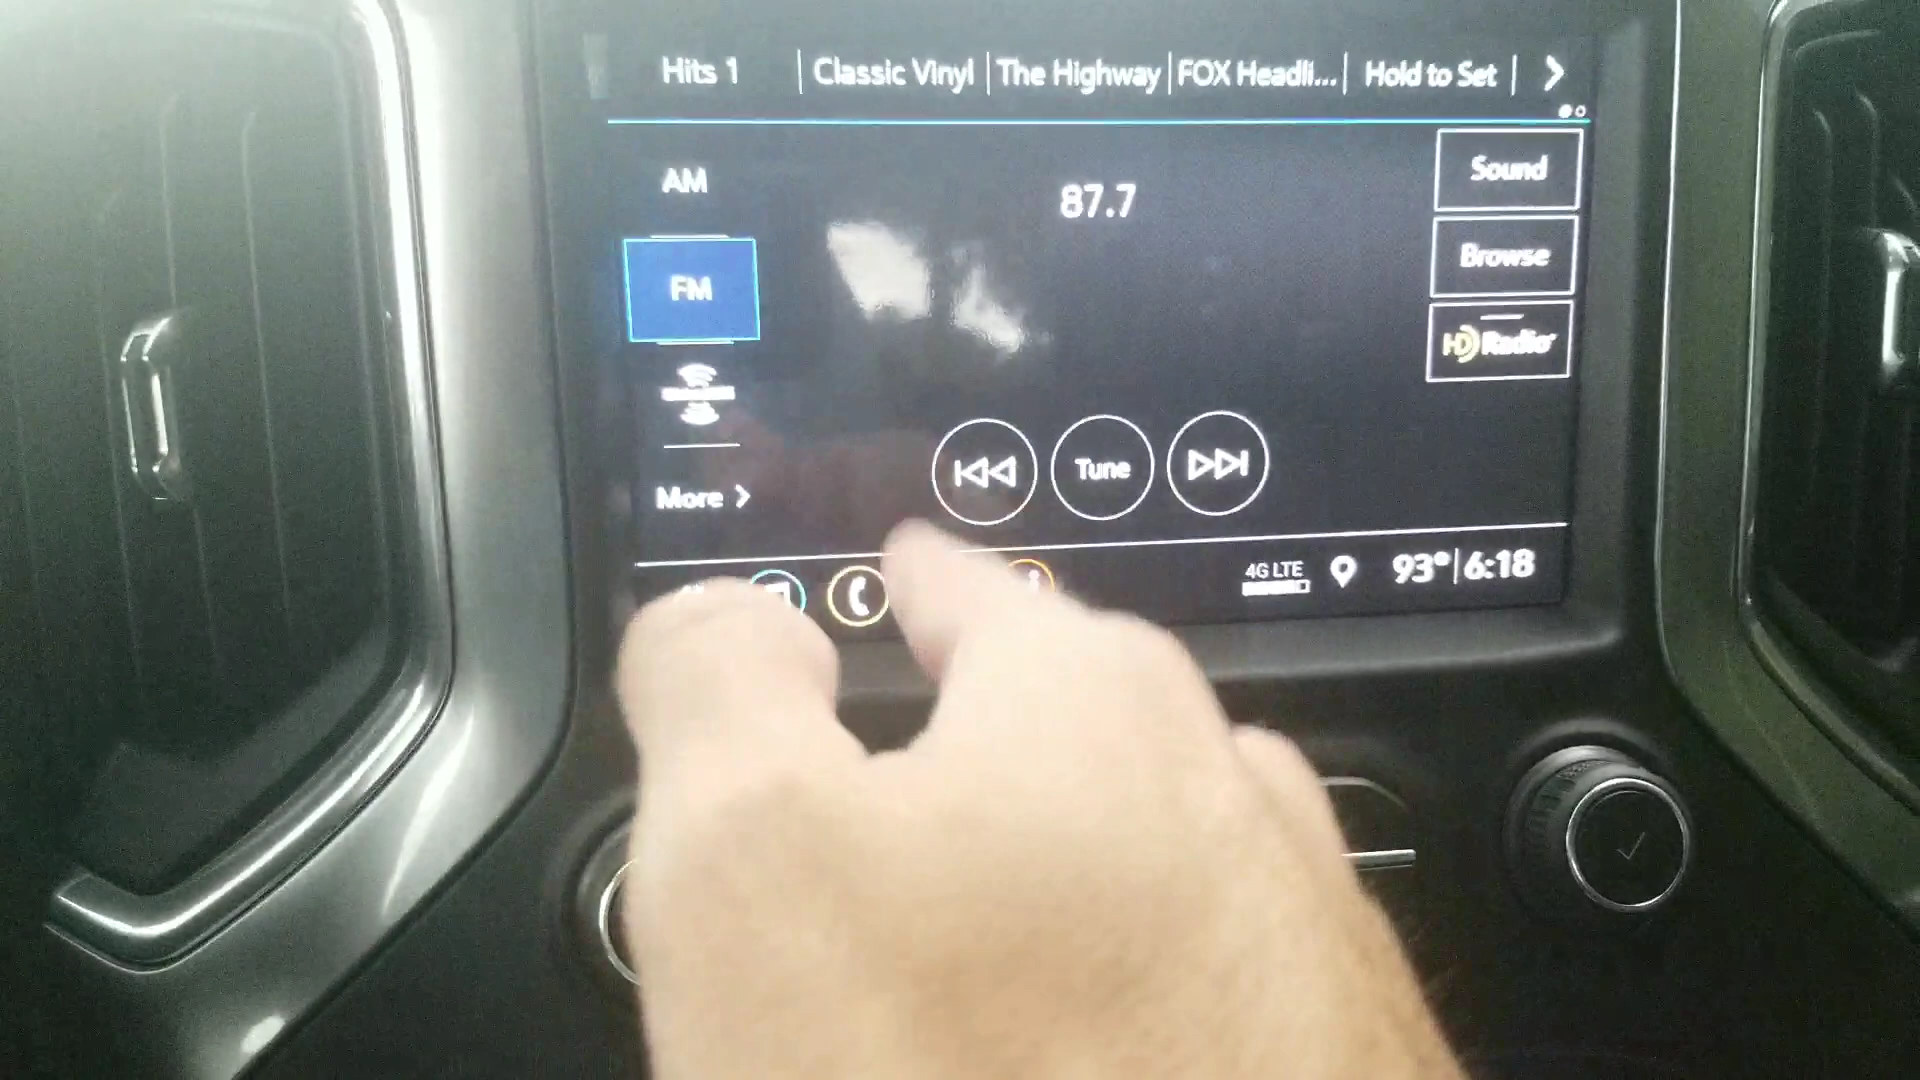 Hits 1 Classic Vinyl The Highway FOX Headli... Hold to Set
AM
87.7
Sound
FM
Browse
HD Radio
Tune
More
4G LTE 93° 6:18